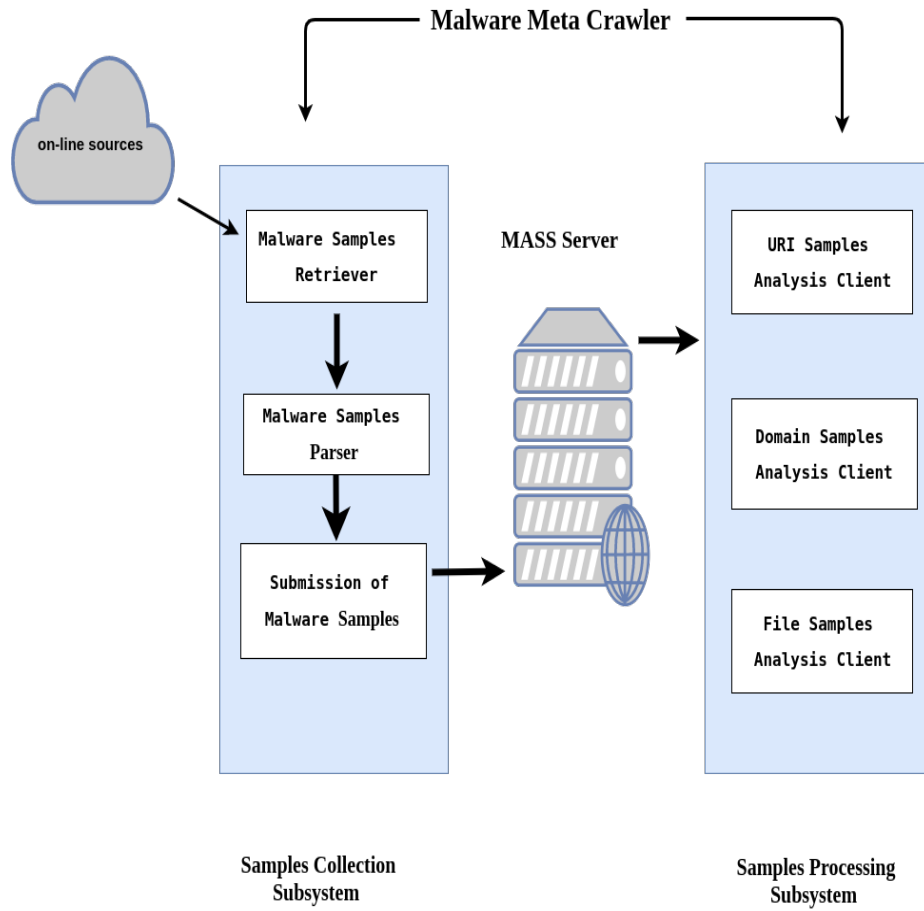 Malware Meta Crawler
on-line sources
Malware Samples
Retriever
Malware Samples
Parser
Submission of
Malware Samples
MASS Server
URI Samples
Analysis Client
Domain Samples
Analysis Client
File Samples
Analysis Client
Samples Collection
Subsystem
Samples Processing
Subsystem